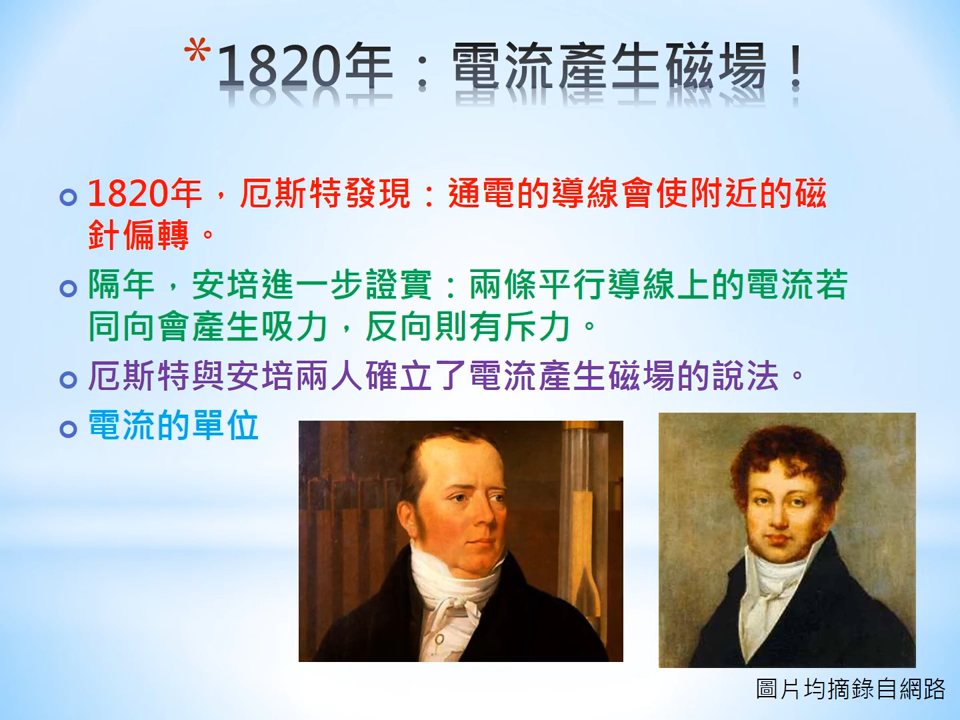 *1820年：電流產生磁場！
1820年，厄斯特發現：通電的導線會使附近的磁
針偏轉。
隔年，安培進一步證實：兩條平行導線上的電流若
同向會產生吸力，反向則有斥力。
厄斯特與安培兩人確立了電流產生磁場的說法。
電流的單位
圖片均摘錄自網路